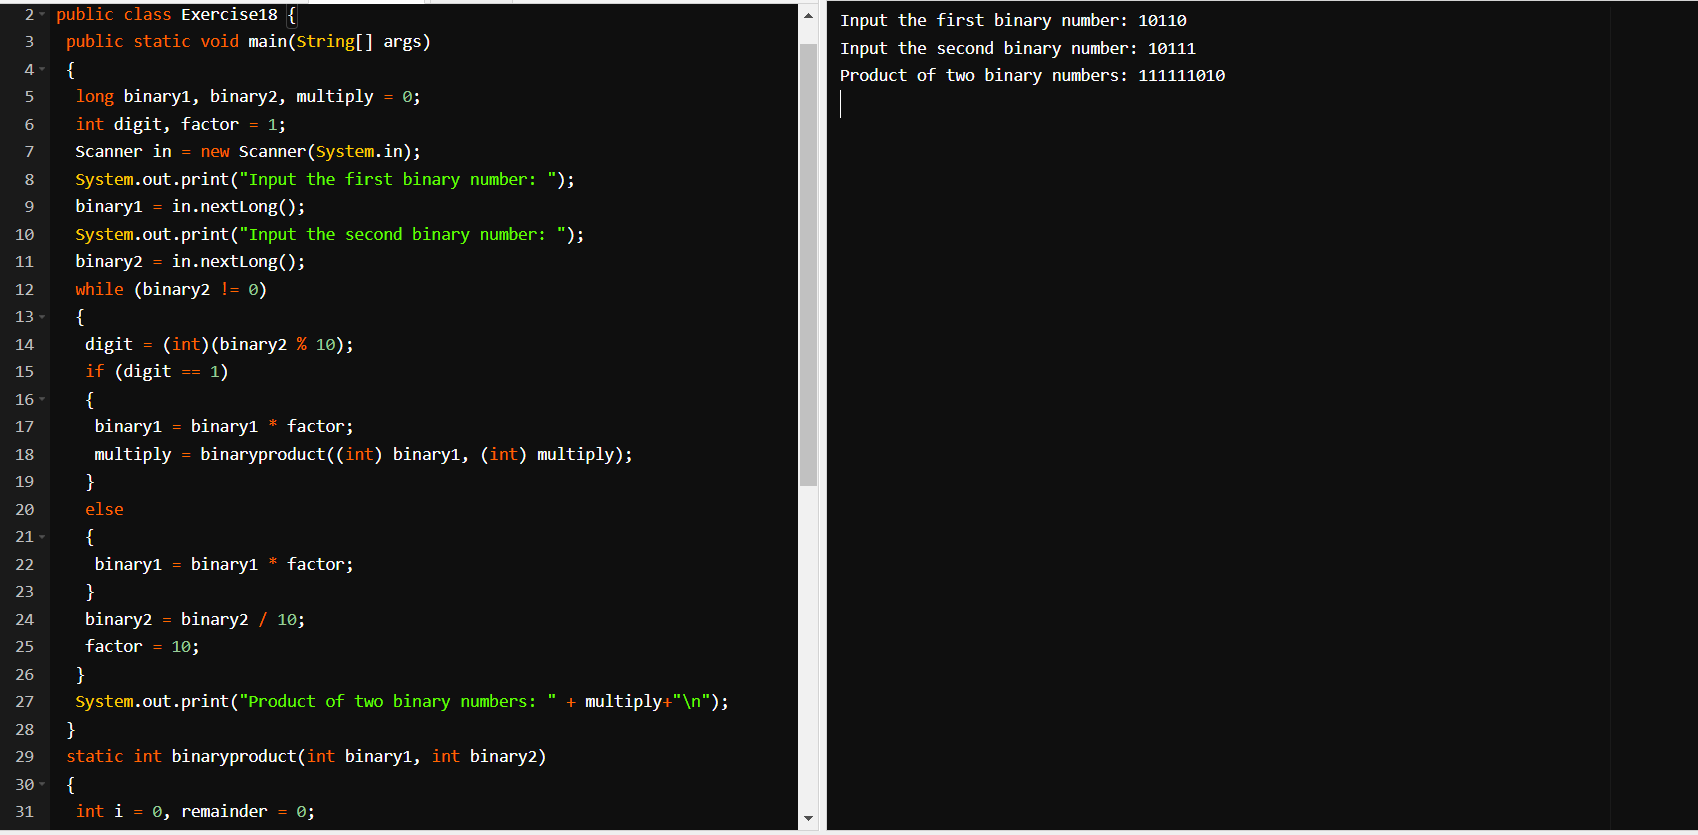 2 public class Exercise18 {
3 public static void main(String[] args)
4 {
5 long binary1, binary2, multiply = 0;
6 int digit, factor = 1;
7 Scanner in = new Scanner(System.in);
8 System.out.print("Input the first binary number: ");
9 binary1 = in.nextLong();
10 System.out.print("Input the second binary number: ");
11 binary2 = in.nextLong();
12 while (binary2 != 0)
13 {
14 digit = (int)(binary2 % 10);
15 if (digit == 1)
16 {
17 binary1 = binary1 * factor;
18 multiply = binaryproduct((int) binary1, (int) multiply);
19 }
20 else
21 {
22 binary1 = binary1 * factor;
23 }
24 binary2 = binary2 / 10;
25 factor = 10;
26 }
27 System.out.print("Product of two binary numbers: " + multiply+"\n");
28 }
29 static int binaryproduct(int binary1, int binary2)
30 {
31 int i = 0, remainder = 0;
Input the first binary number: 10110
Input the second binary number: 10111
Product of two binary numbers: 111111010